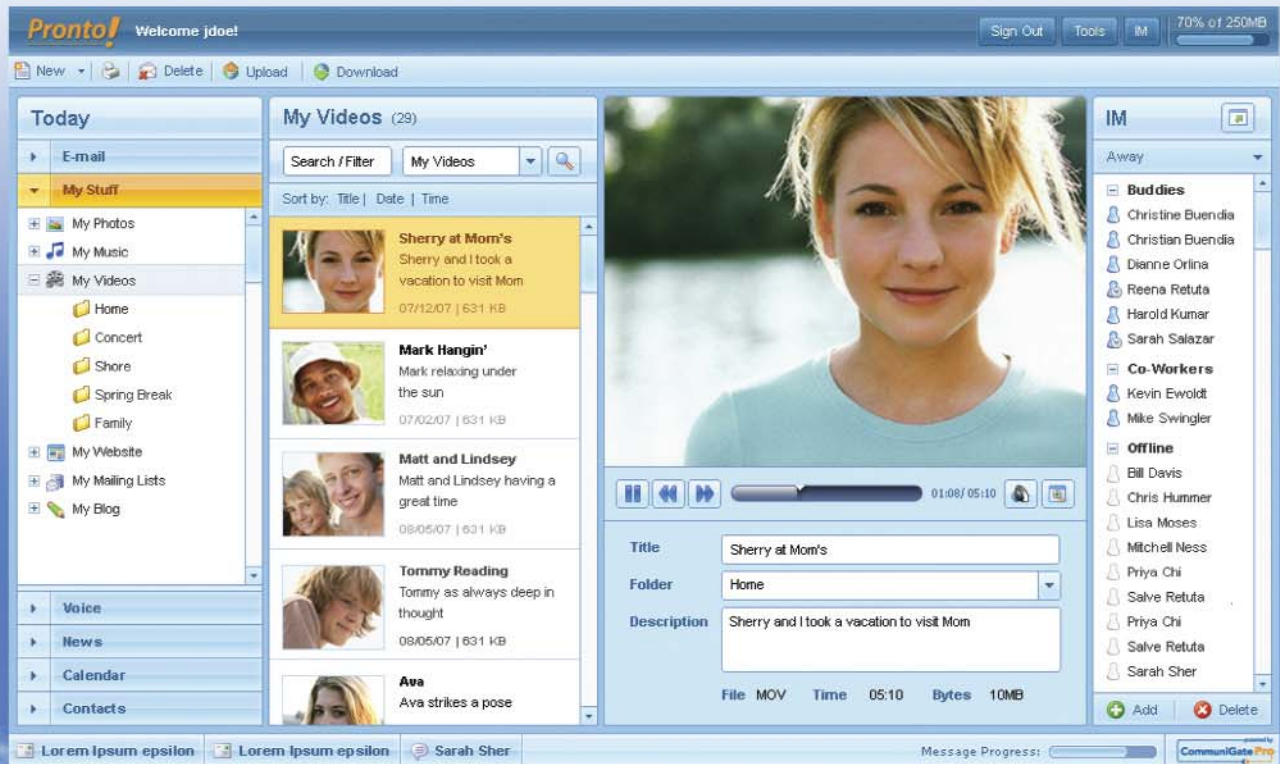 Pronto! Welcome jdoe!
Sign Out Tools IM 70% of 250MB
New Delete Upload Download
Today
E-mail
My Stuff
My Photos
My Music
My Videos
Home
Concert
Shore
Spring Break
Family
My Website
My Mailing Lists
My Blog
Voice
News
Calendar
Contacts
My Videos (29)
Search / Filter My Videos
Sort by: Title | Date | Time
Sherry at Mom's
Sherry and I took a
vacation to visit Mom
07/12/07 | 631 KB
Mark Hangin'
Mark relaxing under
the sun
07/02/07 | 631 KB
Matt and Lindsey
Matt and Lindsey having a
great time
08/05/07 | 631 KB
Tommy Reading
Tommy as always deep in
thought
08/05/07 | 631 KB
Ava
Ava strikes a pose
01:08/05:10
Title Sherry at Mom's
Folder Home
Description Sherry and I took a vacation to visit Mom
File MOV Time 05:10 Bytes 10MB
IM
Away
Buddies
Christine Buendia
Christian Buendia
Dianne Orlina
Reena Retuta
Harold Kumar
Sarah Salazar
Co-Workers
Kevin Ewoldt
Mike Swingler
Offline
Bill Davis
Chris Hummer
Lisa Moses
Mitchell Ness
Priya Chi
Salve Retuta
Priya Chi
Salve Retuta
Sarah Sher
Add Delete
Lorem Ipsum epsilon Lorem Ipsum epsilon Sarah Sher Message Progress:
powered by
CommuniGate Pro